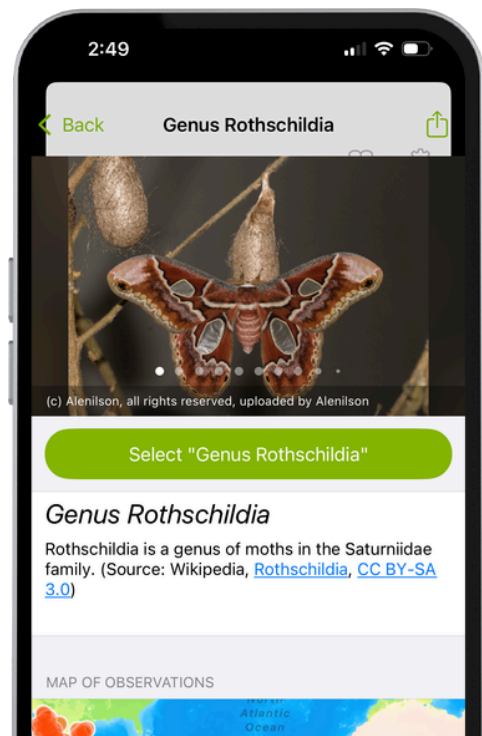 2:49
Back
Genus Rothschildia
(c) Alenilson, all rights reserved, uploaded by Alenilson
Select "Genus Rothschildia"
Genus Rothschildia
Rothschildia is a genus of moths in the Saturniidae
family. (Source: Wikipedia, Rothschildia, CC BY-SA
3.0)
MAP OF OBSERVATIONS
North
Atlantic
Ocean